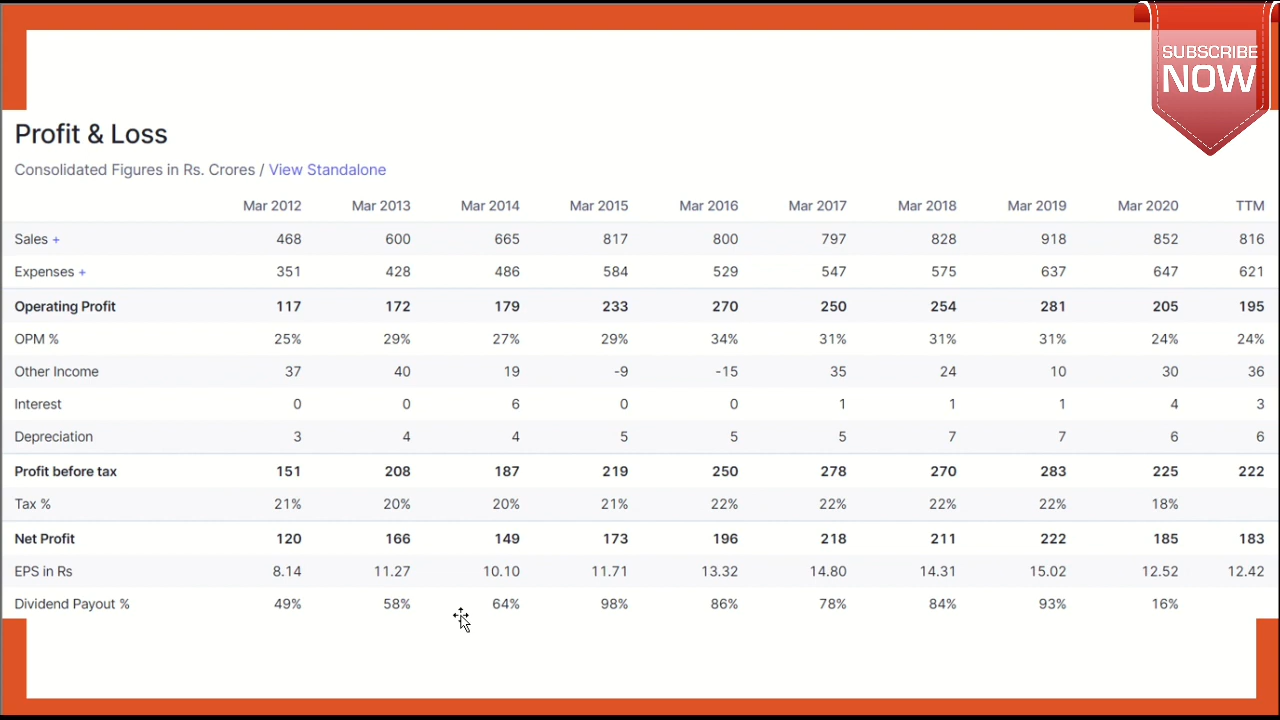 SUBSCRIBE
NOW
Profit & Loss
Consolidated Figures in Rs. Crores / View Standalone
Mar 2012 Mar 2013 Mar 2014 Mar 2015 Mar 2016 Mar 2017 Mar 2018 Mar 2019 Mar 2020 TTM
Sales + 468 600 665 817 800 797 828 918 852 816
Expenses + 351 428 486 584 529 547 575 637 647 621
Operating Profit 117 172 179 233 270 250 254 281 205 195
OPM % 25% 29% 27% 29% 34% 31% 31% 31% 24% 24%
Other Income 37 40 19 -9 -15 35 24 10 30 36
Interest 0 0 6 0 0 1 1 1 4 3
Depreciation 3 4 4 5 5 5 7 7 6 6
Profit before tax 151 208 187 219 250 278 270 283 225 222
Tax % 21% 20% 20% 21% 22% 22% 22% 22% 18%
Net Profit 120 166 149 173 196 218 211 222 185 183
EPS in Rs 8.14 11.27 10.10 11.71 13.32 14.80 14.31 15.02 12.52 12.42
Dividend Payout % 49% 58% 64% 98% 86% 78% 84% 93% 16%